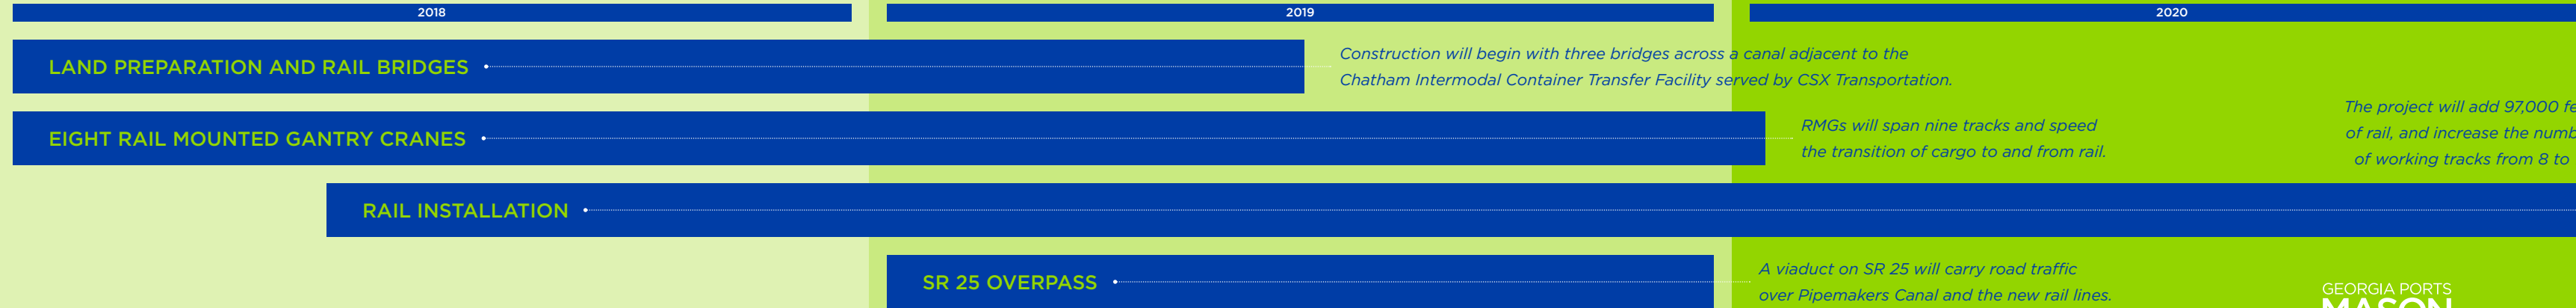 2018
2019
2020
LAND PREPARATION AND RAIL BRIDGES
Construction will begin with three bridges across a canal adjacent to the
Chatham Intermodal Container Transfer Facility served by CSX Transportation.
EIGHT RAIL MOUNTED GANTRY CRANES
RMGs will span nine tracks and speed
the transition of cargo to and from rail.
The project will add 97,000
of rail, and increase the
of working tracks from 8 to
RAIL INSTALLATION
SR 25 OVERPASS
A viaduct on SR 25 will carry road traffic
over Pipemakers Canal and the new rail lines.
GEORGIA PORTS
MASON